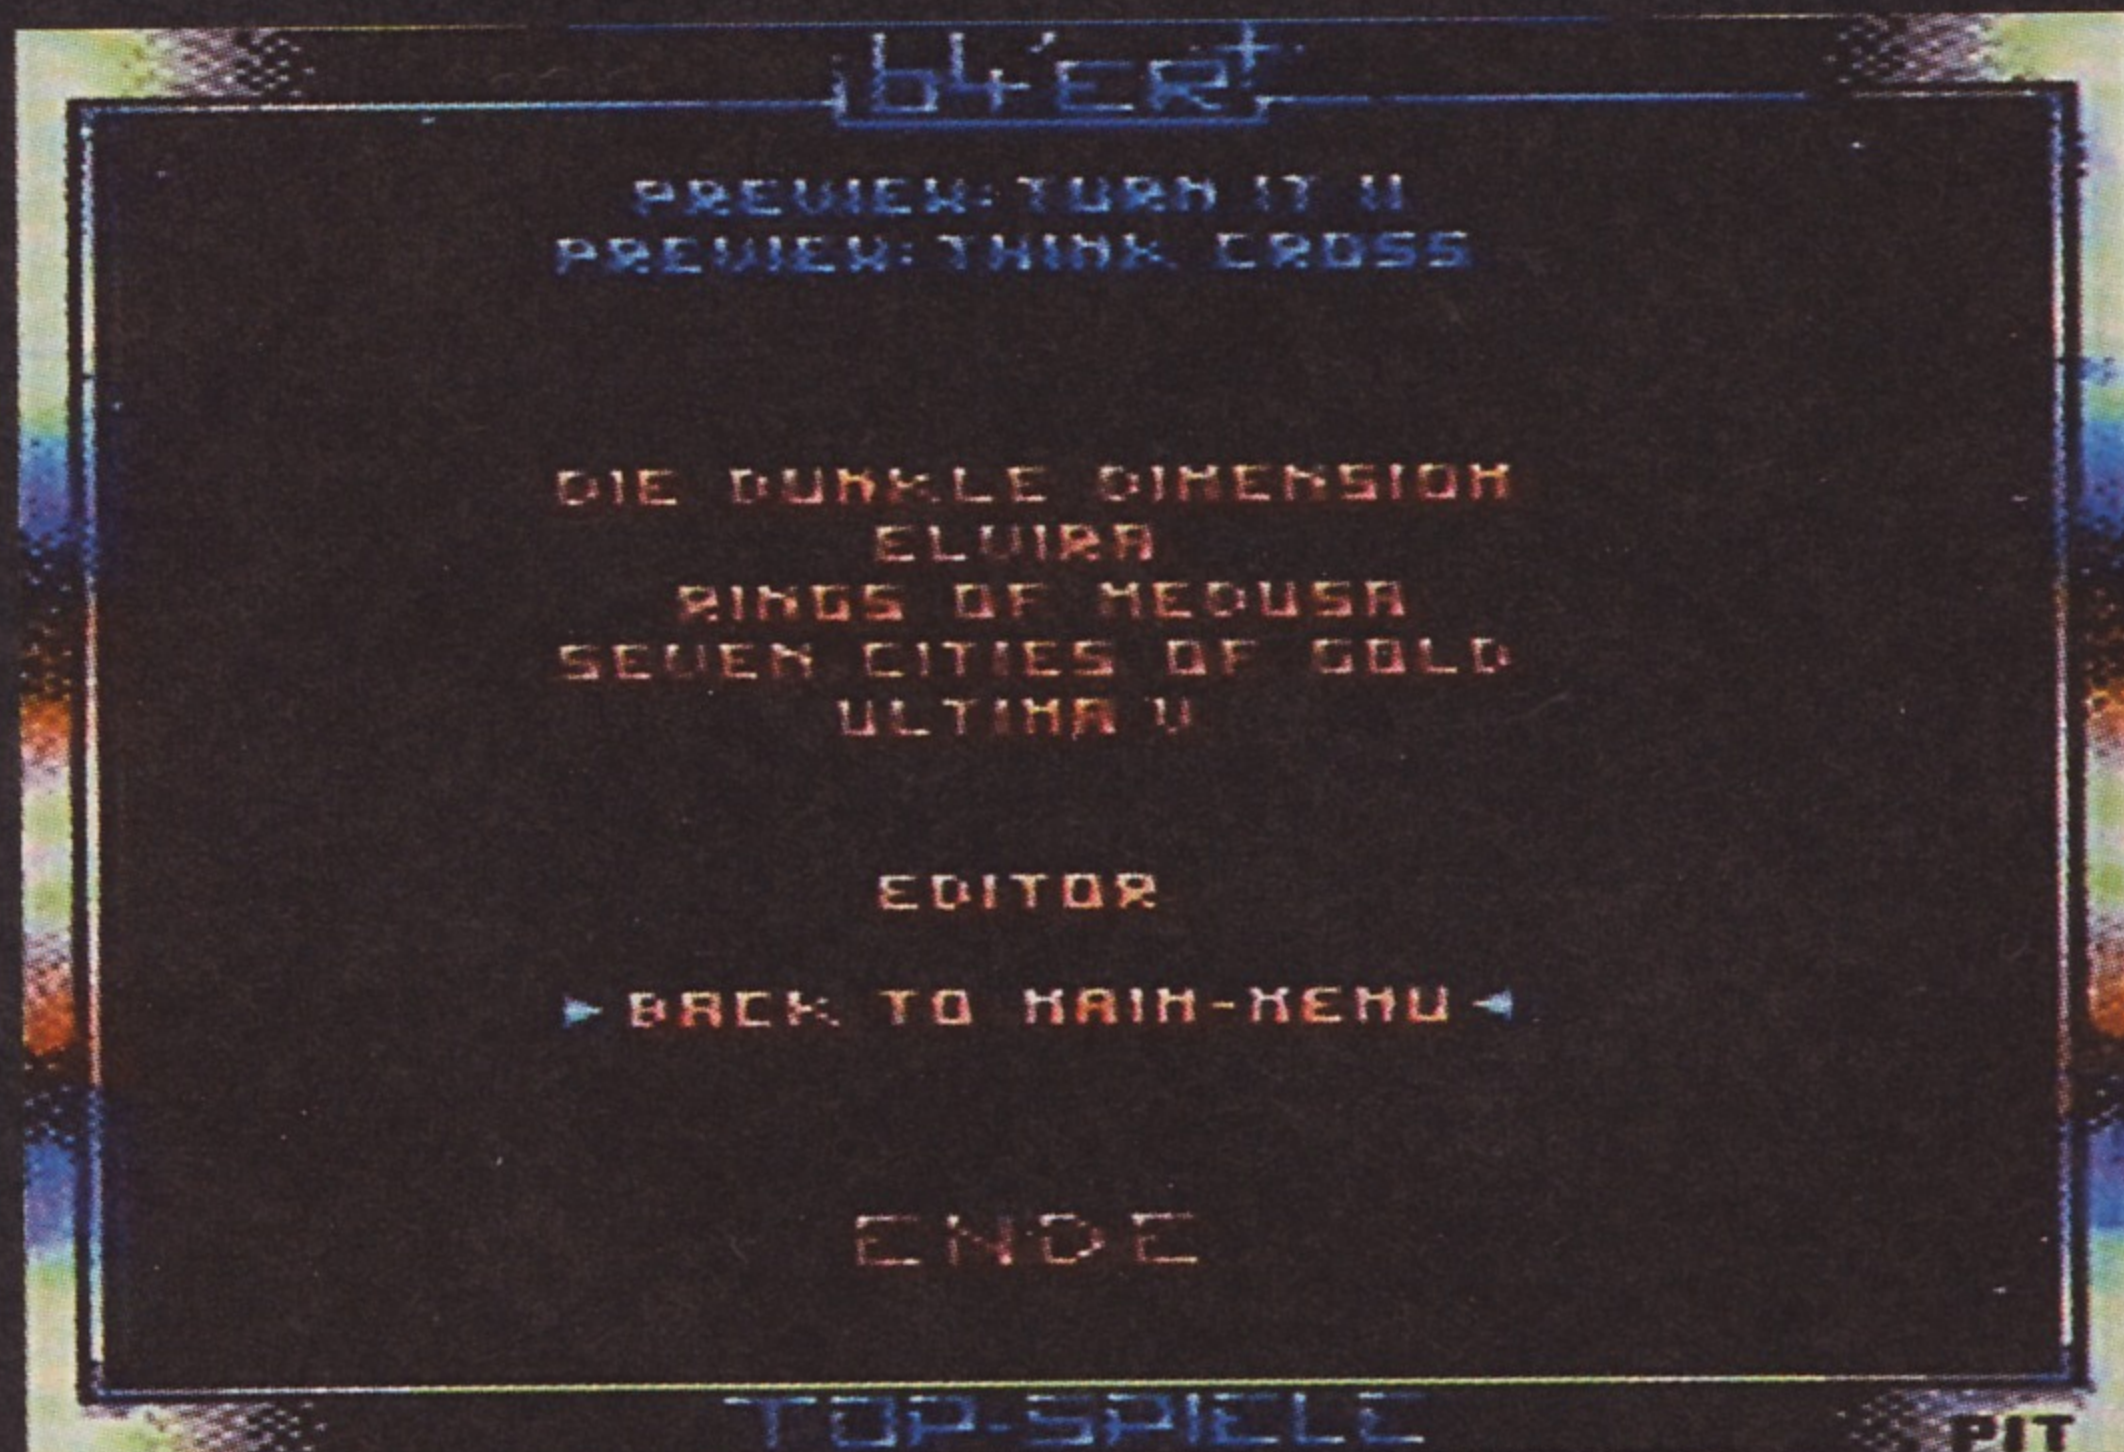 64'ER
PREVIEW: TURN IT II
PREVIEW: THINK CROSS
DIE DUNKLE DIMENSION
ELVIRA
RINGS OF MEDUSA
SEVEN CITIES OF GOLD
ULTIMA V
EDITOR
BACK TO MAIN-MENU
ENDE
TOP-SPIELE
PIT